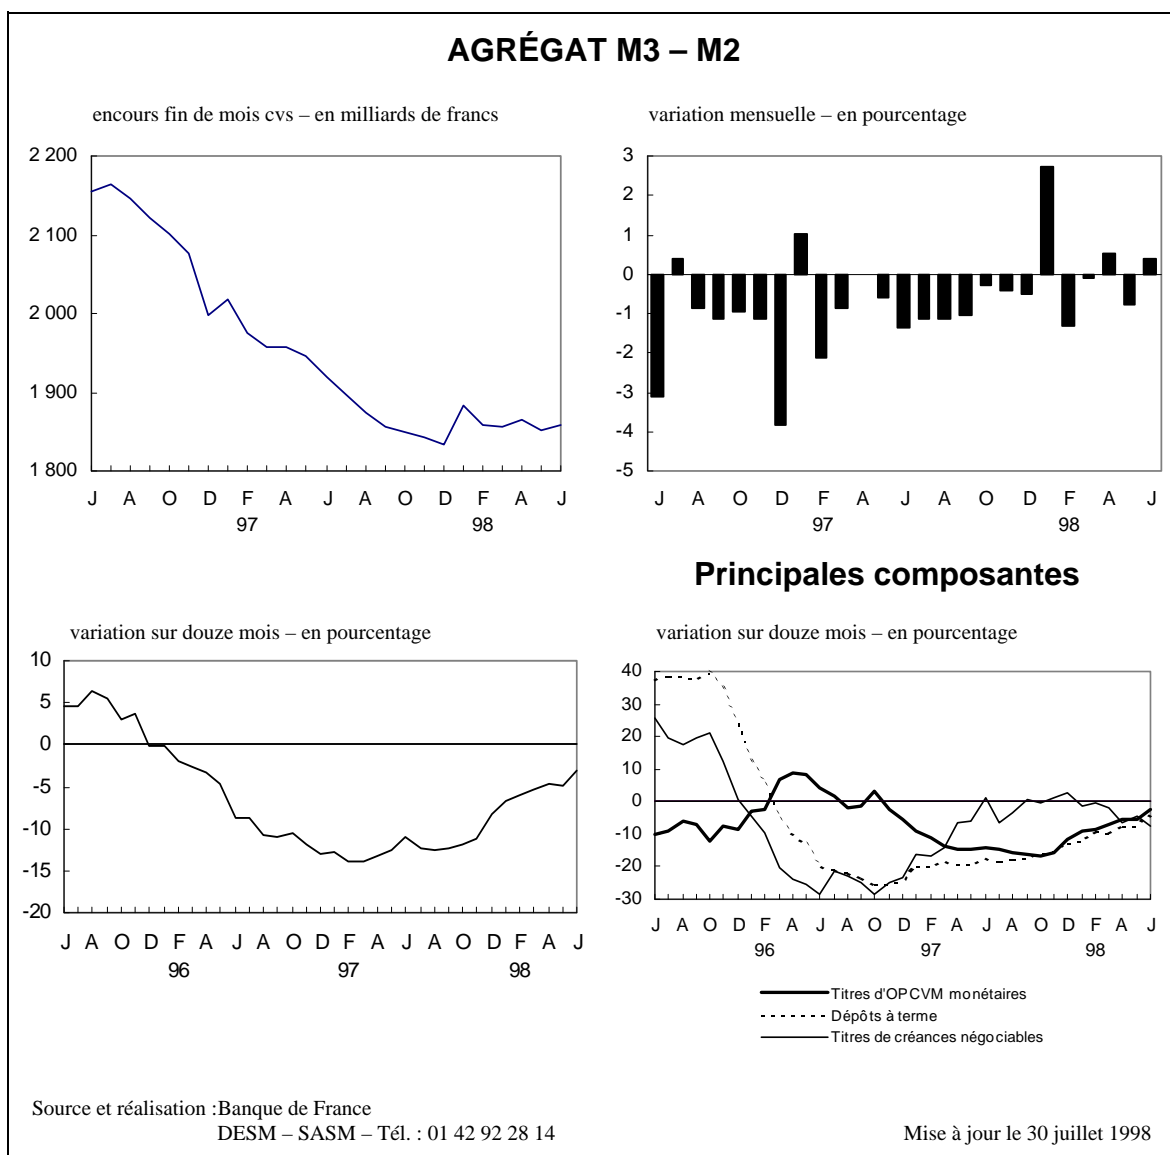 AGRÉGAT M3 – M2
encours fin de mois cvs – en milliards de francs
2 200
2 100
2 000
1 900
1 800
J A O D F A J A O D F A J
97 98
variation mensuelle – en pourcentage
3
2
1
0
-1
-2
-3
-4
-5
J A O D F A J A O D F A J
97 98
variation sur douze mois – en pourcentage
10
5
0
-5
-10
-15
-20
J A O D F A J A O D F A J A O D F A J
96 97 98
Principales composantes
variation sur douze mois – en pourcentage
40
30
20
10
0
-10
-20
-30
J A O D F A J A O D F A J A O D F A J
96 97 98
Titres d'OPCVM monétaires
Dépôts à terme
Titres de créances négociables
Source et réalisation :Banque de France
DESM – SASM – Tél. : 01 42 92 28 14
Mise à jour le 30 juillet 1998